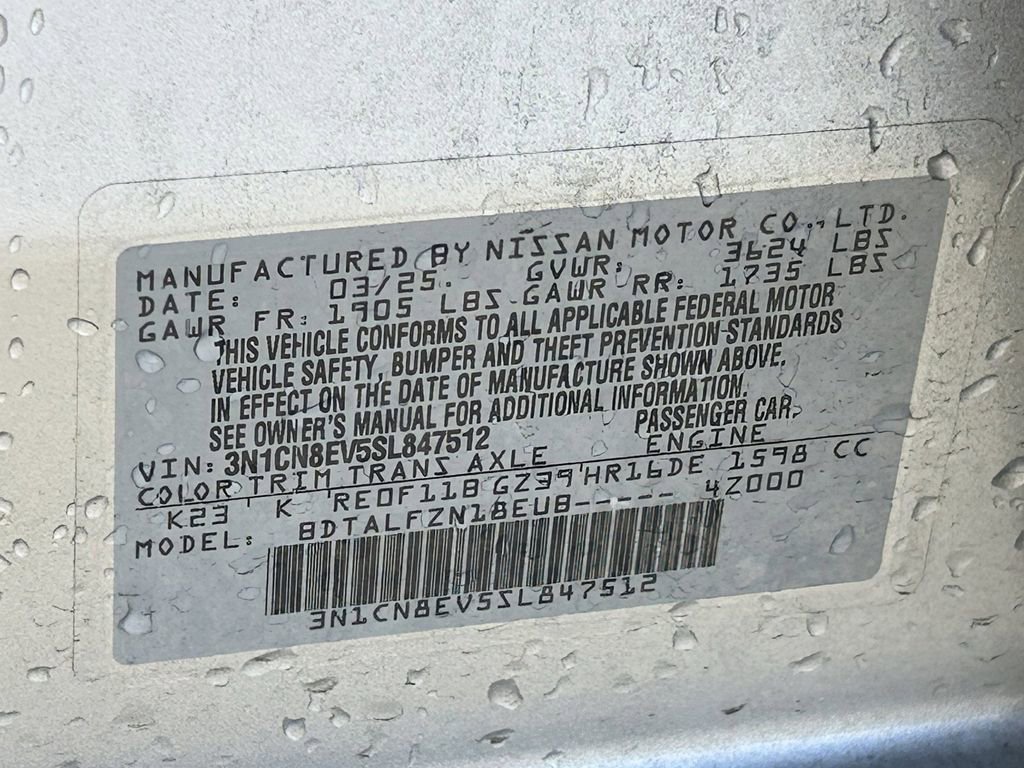 MANUFACTURED BY NISSAN MOTOR CO., LTD.
DATE: 03/25. GVWR: 3624 LBS
GAWR FR: 1905 LBS GAWR RR: 1735 LBS
THIS VEHICLE CONFORMS TO ALL APPLICABLE FEDERAL MOTOR
VEHICLE SAFETY, BUMPER AND THEFT PREVENTION STANDARDS
IN EFFECT ON THE DATE OF MANUFACTURE SHOWN ABOVE.
SEE OWNER'S MANUAL FOR ADDITIONAL INFORMATION.
VIN: 3N1CN8EV5SL847512 PASSENGER CAR
COLOR TRIM TRANS AXLE ENGINE
K23 K RE0F11B GZ39 HR16DE 1598 CC
MODEL: BDTALFZN18EU8----- 4Z000
3N1CN8EV5SL847512